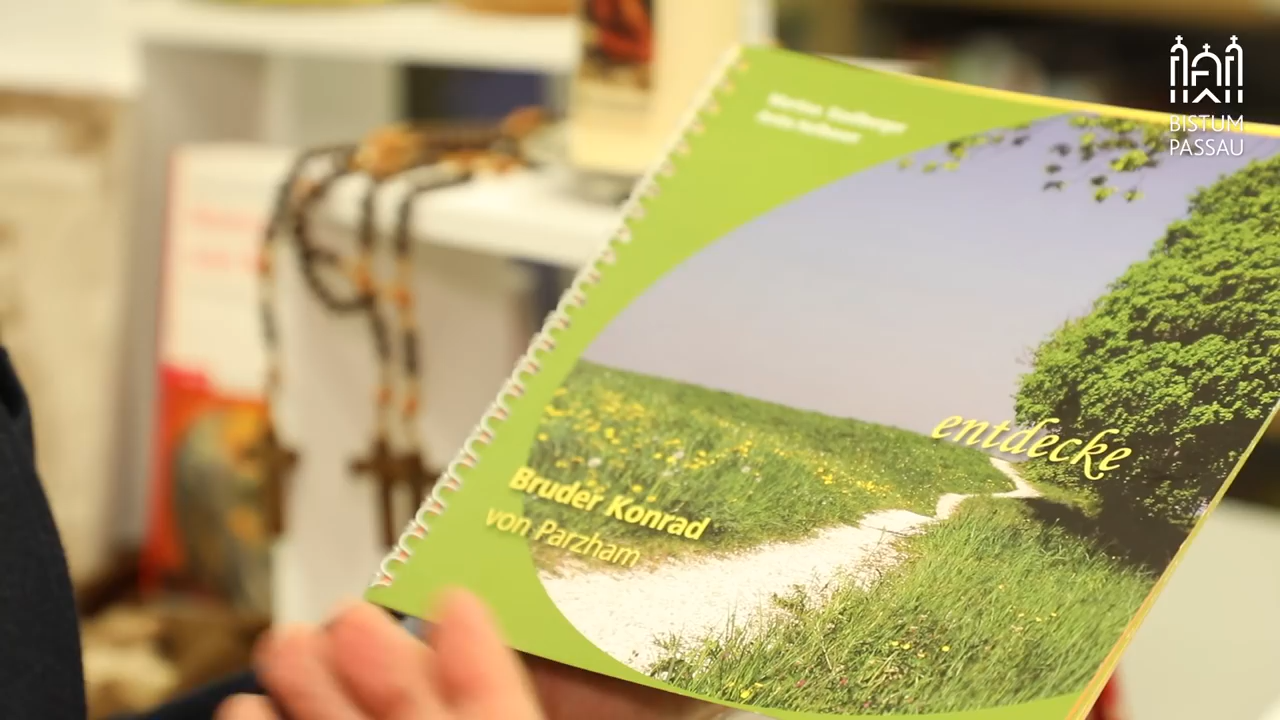 BISTUM
PASSAU
entdecke
Bruder Konrad
von Parzham